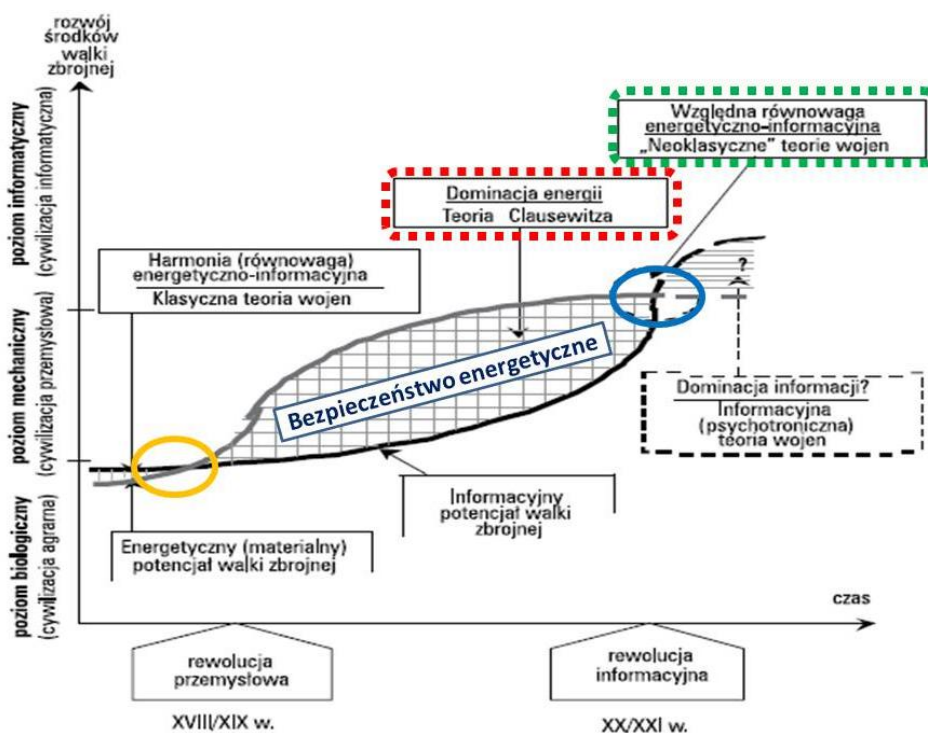 rozwój
środków
walki
zbrojnej
poziom informatyczny
(cywilizacja informatyczna)
poziom mechaniczny
(cywilizacja przemysłowa)
poziom biologiczny
(cywilizacja agrarna)
Względna równowaga
energetyczno-informacyjna
„Neoklasyczne” teorie wojen
Dominacja energii
Teoria Clausewitza
Harmonia (równowaga)
energetyczno-informacyjna
Klasyczna teoria wojen
?
Bezpieczeństwo energetyczne
Dominacja informacji?
Informacyjna
(psychotroniczna)
teoria wojen
Informacyjny
potencjał walki
zbrojnej
Energetyczny (materialny)
potencjał walki zbrojnej
czas
rewolucja
przemysłowa
rewolucja
informacyjna
XVIII/XIX w.
XX/XXI w.